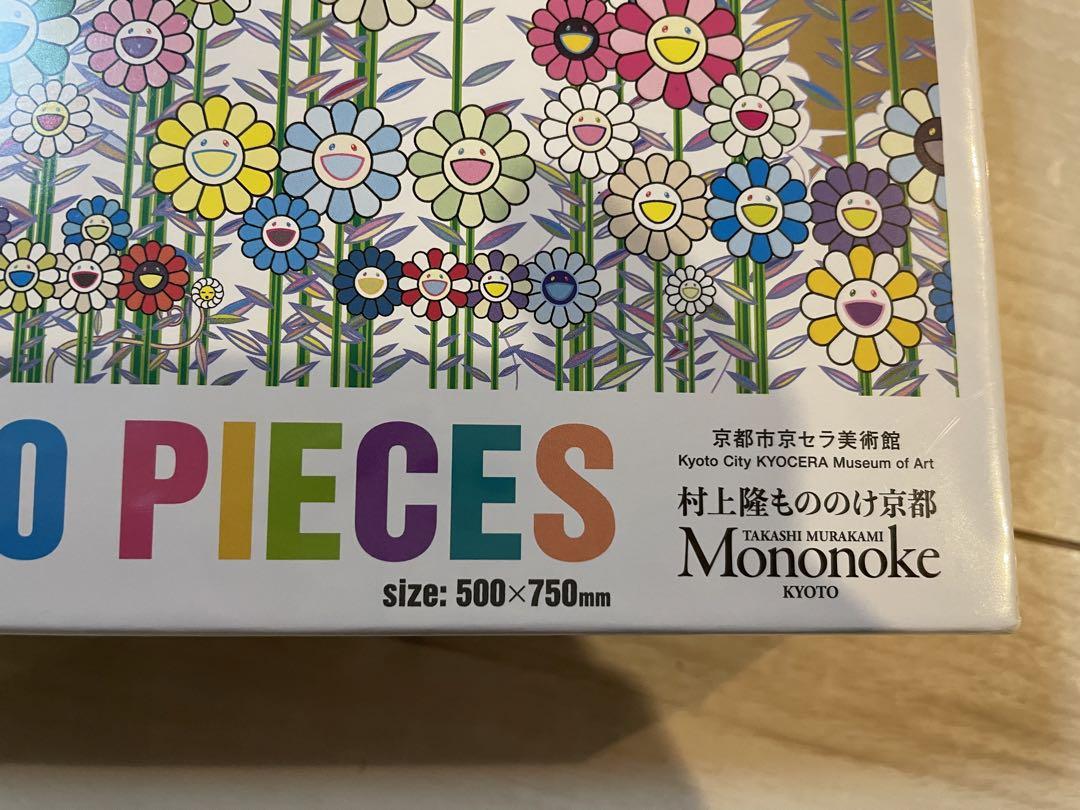 0 PIECES
size: 500×750mm
京都市京セラ美術館
Kyoto City KYOCERA Museum of Art
村上隆もののけ京都
TAKASHI MURAKAMI
Mononoke
KYOTO